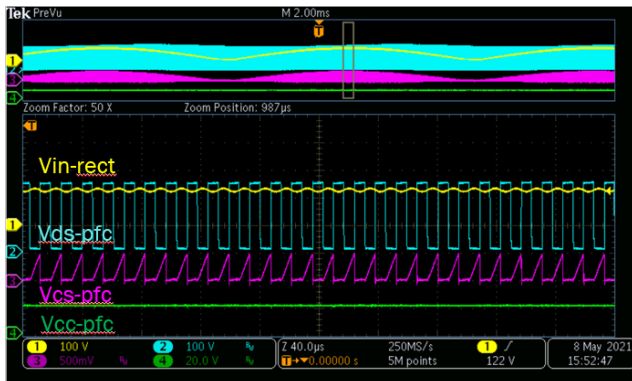 Tek PreVu
M 2.00ms
T
1
2
3
4
Zoom Factor: 50 X
Zoom Position: 987µs
T
Vin-rect
1
Vds-pfc
2
3
Vcs-pfc
Vcc-pfc
4
1 100 V
2 100 V
Z 40.0µs
250MS/s
1
8 May 2021
3 500mV
4 20.0 V
T→▼0.00000 s
5M points
122 V
15:52:47